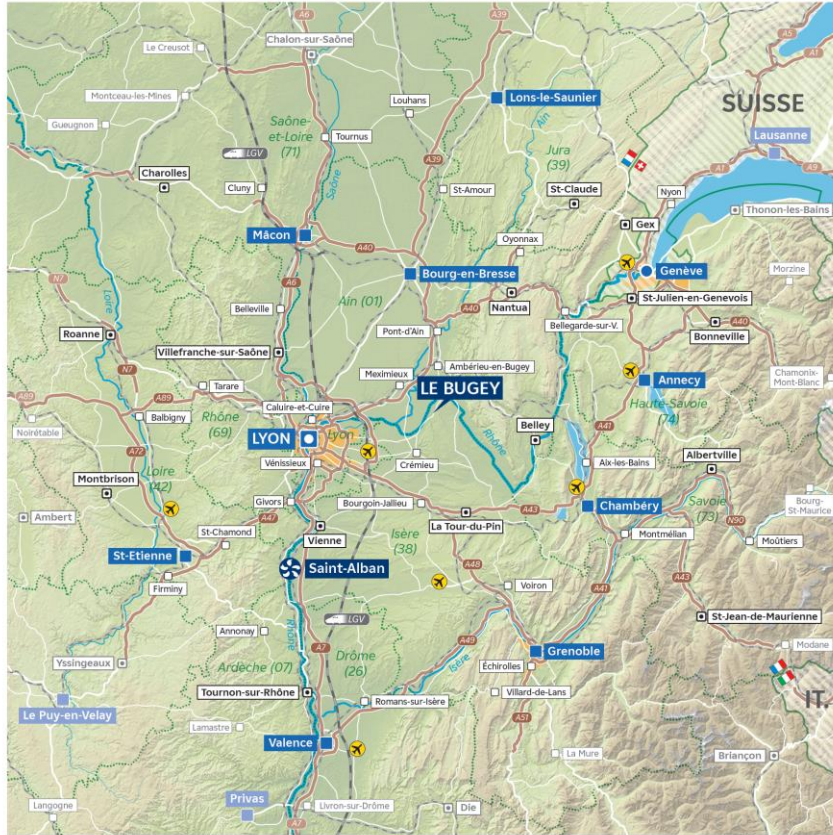 A39
A5
Le Creusot
Chalon-sur-Saône
A1
Montceau-les-Mines
Louhans
Lons-le-Saunier
SUISSE
Gueugnon
Saône-
et-Loire
(71)
Tournus
Ain
Lausanne
LGV
Jura
(39)
A39
A1
A9
Charolles
Cluny
Saône
St-Amour
St-Claude
Nyon
Gex
Thonon-les-Bains
Mâcon
A40
Oyonnax
Bourg-en-Bresse
Genève
Morzine
N7
A6
Loire
Ain (01)
Nantua
St-Julien-en-Genevois
Belleville
A40
Bellegarde-sur-V.
A40
Roanne
Pont-d'Ain
Bonneville
Villefranche-sur-Saône
N7
Ambérieu-en-Bugey
Meximieux
Annecy
Chamonix-
Mont-Blanc
Tarare
LE BUGEY
A89
A89
Caluire-et-Cuire
Haute-Savoie
(74)
Balbigny
Rhône
(69)
Noirétable
LYON
Lyon
Rhône
Belley
A41
A72
Vénissieux
Crémieu
Aix-les-Bains
Albertville
Montbrison
Loire
(42)
Givors
Bourgoin-Jallieu
A43
Chambéry
Savoie
(73)
Bourg-
St-Maurice
Ambert
St-Chamond
A47
La Tour-du-Pin
N90
Vienne
Isère
(38)
Montmélian
Moûtiers
St-Etienne
Saint-Alban
A48
A43
Firminy
Voiron
A41
LGV
St-Jean-de-Maurienne
Annonay
Rhône
A7
A49
Modane
Yssingeaux
Drôme
(26)
Isère
Grenoble
Ardèche (07)
Échirolles
Tournon-sur-Rhône
Villard-de-Lans
Romans-sur-Isère
IT.
Le Puy-en-Velay
A51
Lamastre
Valence
La Mure
Briançon
Langogne
Privas
Livron-sur-Drôme
Die
A7